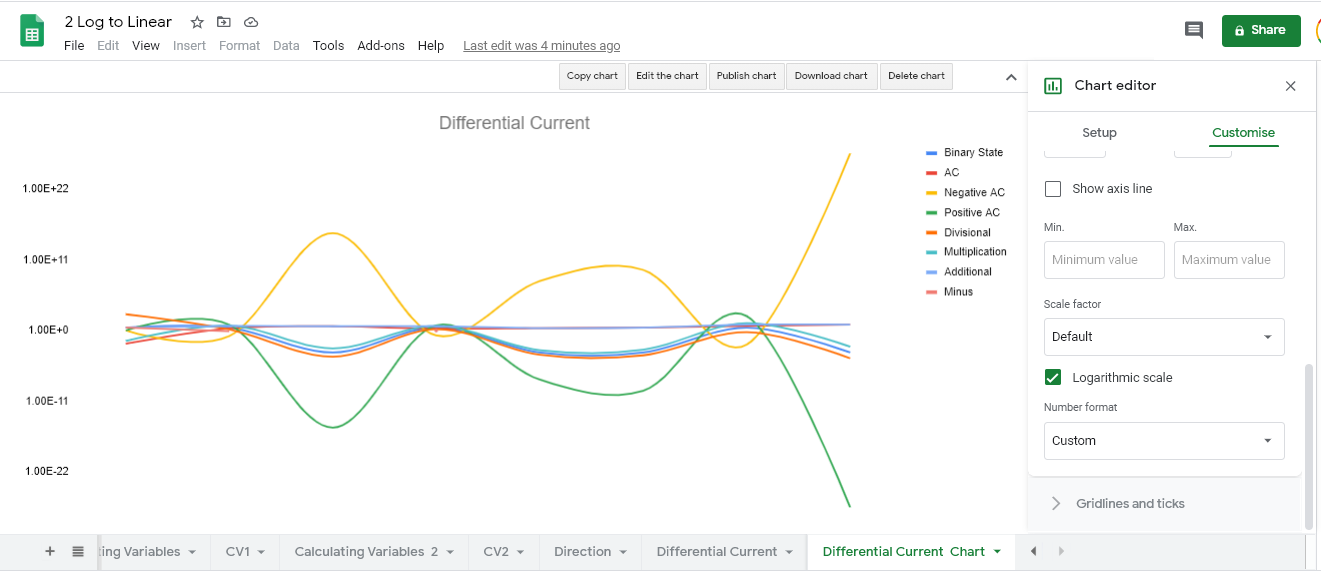 2 Log to Linear
File Edit View Insert Format Data Tools Add-ons Help Last edit was 4 minutes ago
Share
Copy chart Edit the chart Publish chart Download chart Delete chart
Differential Current
1.00E+22
1.00E+11
1.00E+0
1.00E-11
1.00E-22
Binary State
AC
Negative AC
Positive AC
Divisional
Multiplication
Additional
Minus
Chart editor
Setup Customise
Show axis line
Min. Max.
Minimum value Maximum value
Scale factor
Default
Logarithmic scale
Number format
Custom
Gridlines and ticks
ing Variables CV1 Calculating Variables 2 CV2 Direction Differential Current Differential Current Chart